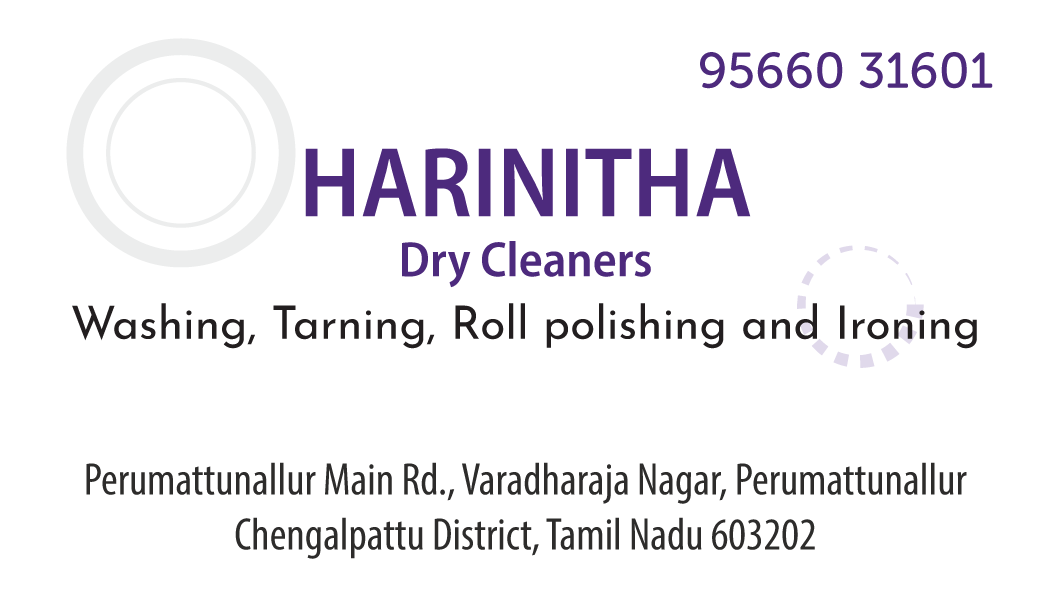 95660 31601
HARINITHA
Dry Cleaners
Washing, Tarning, Roll polishing and Ironing
Perumattunallur Main Rd., Varadharaja Nagar, Perumattunallur
Chengalpattu District, Tamil Nadu 603202